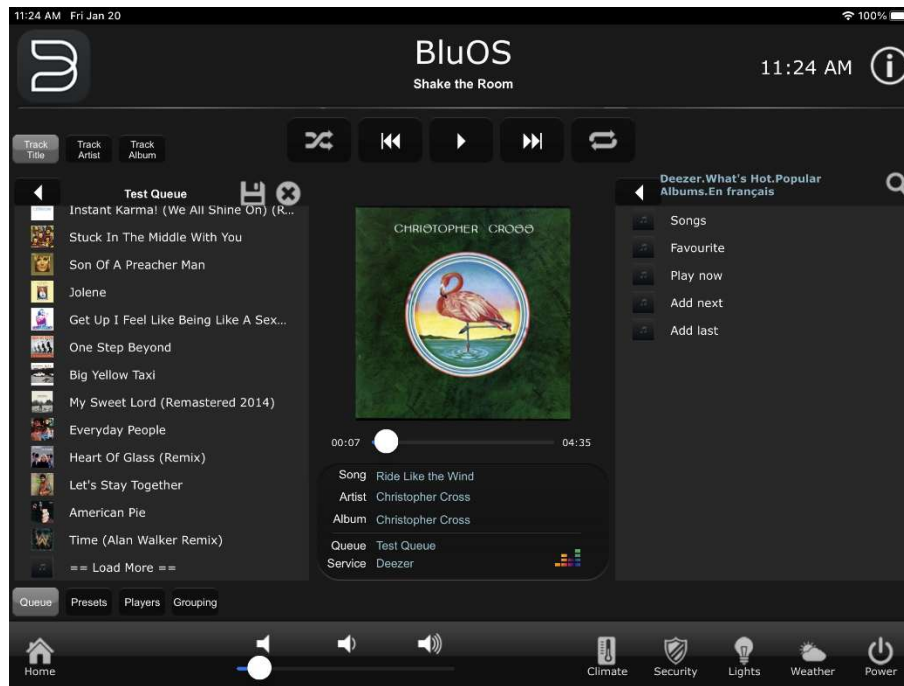 11:24 AM Fri Jan 20
100%
BluOS
Shake the Room
11:24 AM
Track Title
Track Artist
Track Album
Test Queue
Instant Karma! (We All Shine On) (R...
Stuck In The Middle With You
Son Of A Preacher Man
Jolene
Get Up I Feel Like Being Like A Sex...
One Step Beyond
Big Yellow Taxi
My Sweet Lord (Remastered 2014)
Everyday People
Heart Of Glass (Remix)
Let's Stay Together
American Pie
Time (Alan Walker Remix)
== Load More ==
CHRISTOPHER CROSS
00:07
04:35
Song Ride Like the Wind
Artist Christopher Cross
Album Christopher Cross
Queue Test Queue
Service Deezer
Deezer.What's Hot.Popular
Albums.En français
Songs
Favourite
Play now
Add next
Add last
Queue
Presets
Players
Grouping
Home
Climate
Security
Lights
Weather
Power